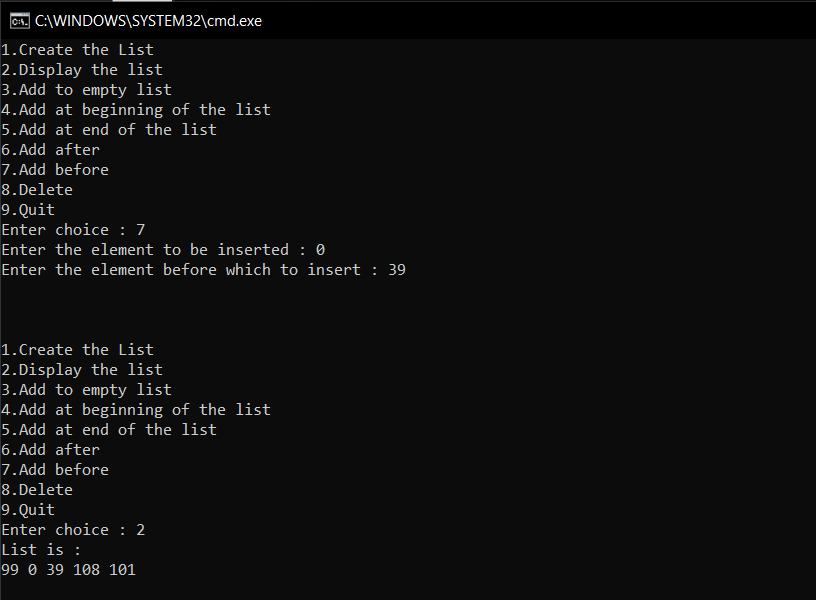 C:\WINDOWS\SYSTEM32\cmd.exe
1.Create the List
2.Display the list
3.Add to empty list
4.Add at beginning of the list
5.Add at end of the list
6.Add after
7.Add before
8.Delete
9.Quit
Enter choice : 7
Enter the element to be inserted : 0
Enter the element before which to insert : 39
1.Create the List
2.Display the list
3.Add to empty list
4.Add at beginning of the list
5.Add at end of the list
6.Add after
7.Add before
8.Delete
9.Quit
Enter choice : 2
List is :
99 0 39 108 101